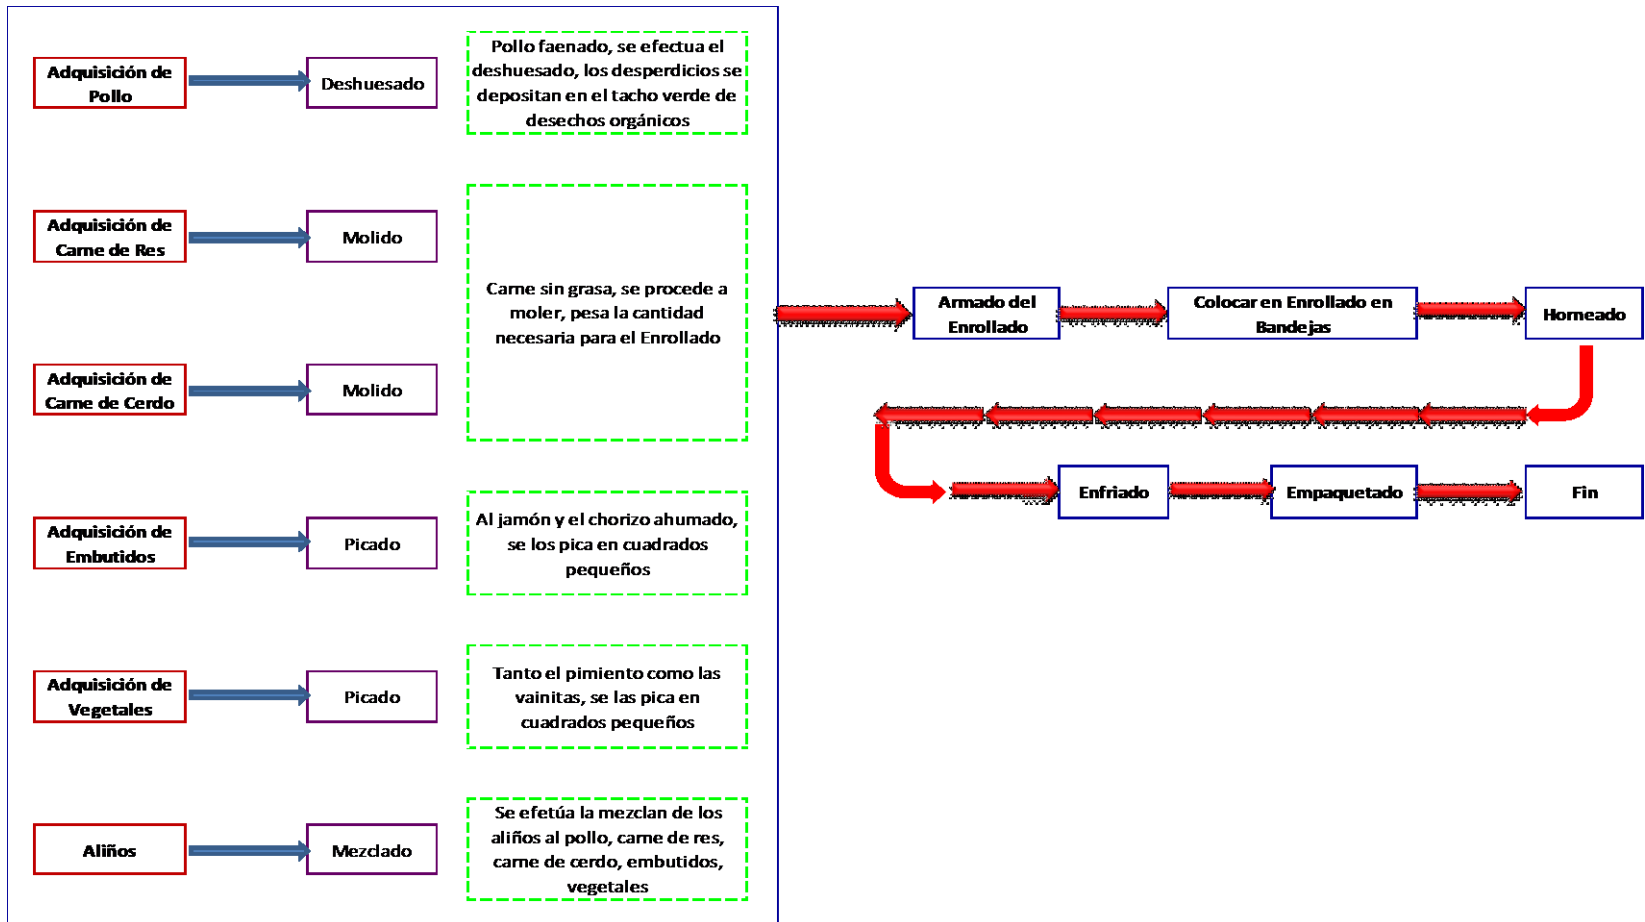 Adquisición de
Pollo
Deshuesado
Pollo faenado, se efectua el
deshuesado, los desperdicios se
depositan en el tacho verde de
desechos orgánicos
Adquisición de
Carne de Res
Molido
Carne sin grasa, se procede a
moler, pesa la cantidad
necesaria para el Enrollado
Adquisición de
Carne de Cerdo
Molido
Adquisición de
Embutidos
Picado
Al jamón y el chorizo ahumado,
se los pica en cuadrados
pequeños
Adquisición de
Vegetales
Picado
Tanto el pimiento como las
vainitas, se las pica en
cuadrados pequeños
Aliños
Mezclado
Se efetúa la mezclan de los
aliños al pollo, carne de res,
carne de cerdo, embutidos,
vegetales
Armado del
Enrollado
Colocar en Enrollado en
Bandejas
Horneado
Enfriado
Empaquetado
Fin